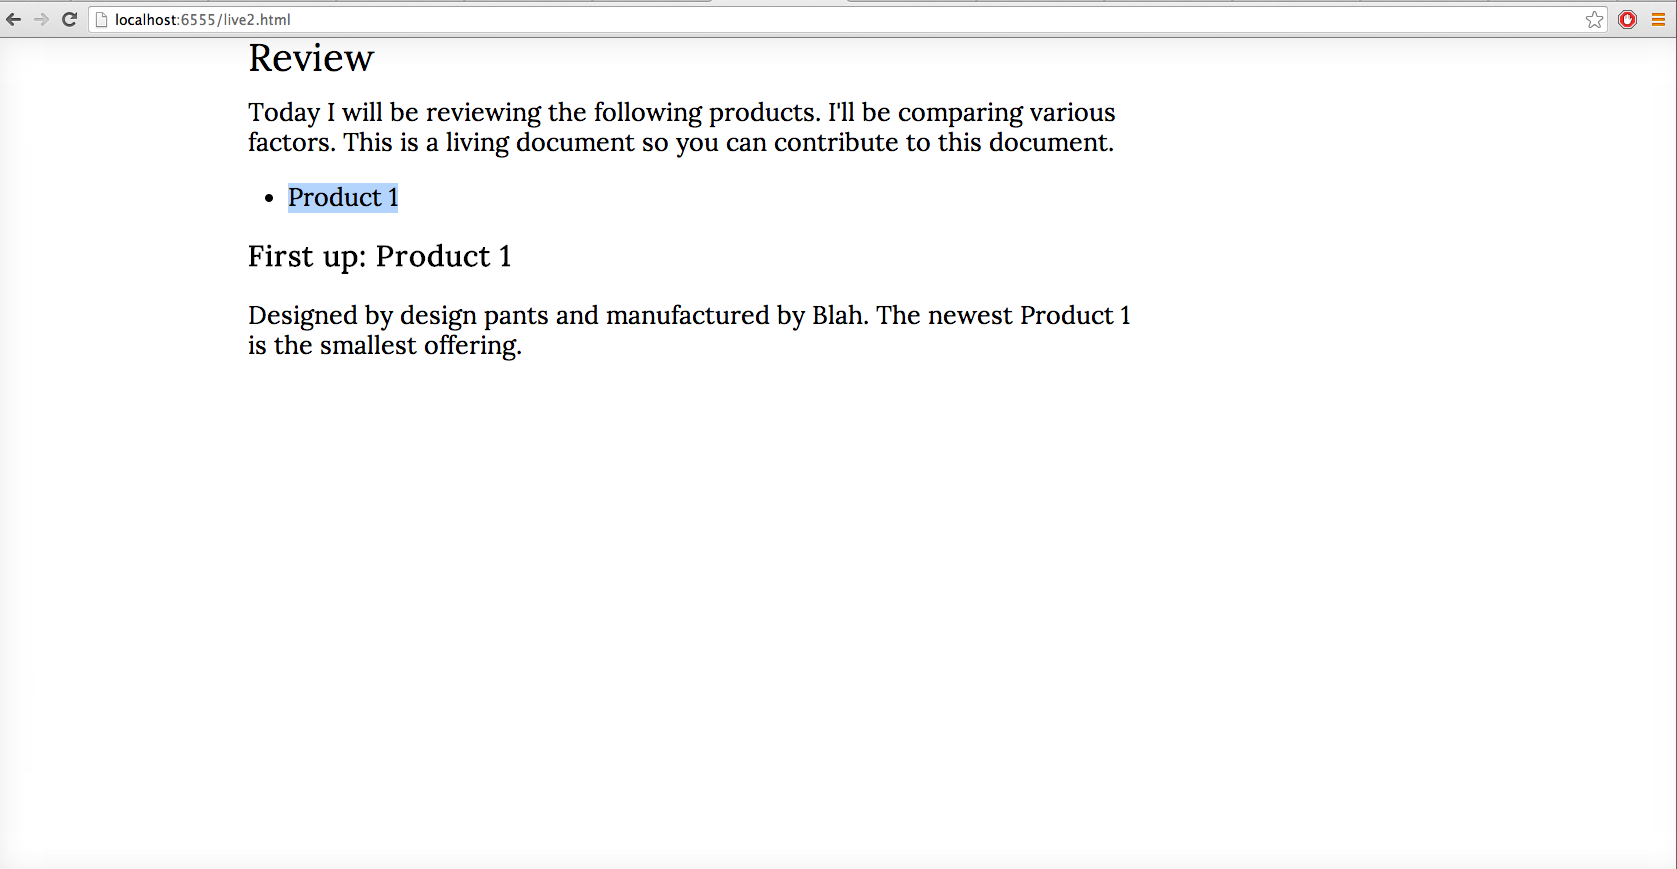 localhost:6555/live2.html
Review
Today I will be reviewing the following products. I'll be comparing various
factors. This is a living document so you can contribute to this document.
• Product 1
First up: Product 1
Designed by design pants and manufactured by Blah. The newest Product 1
is the smallest offering.